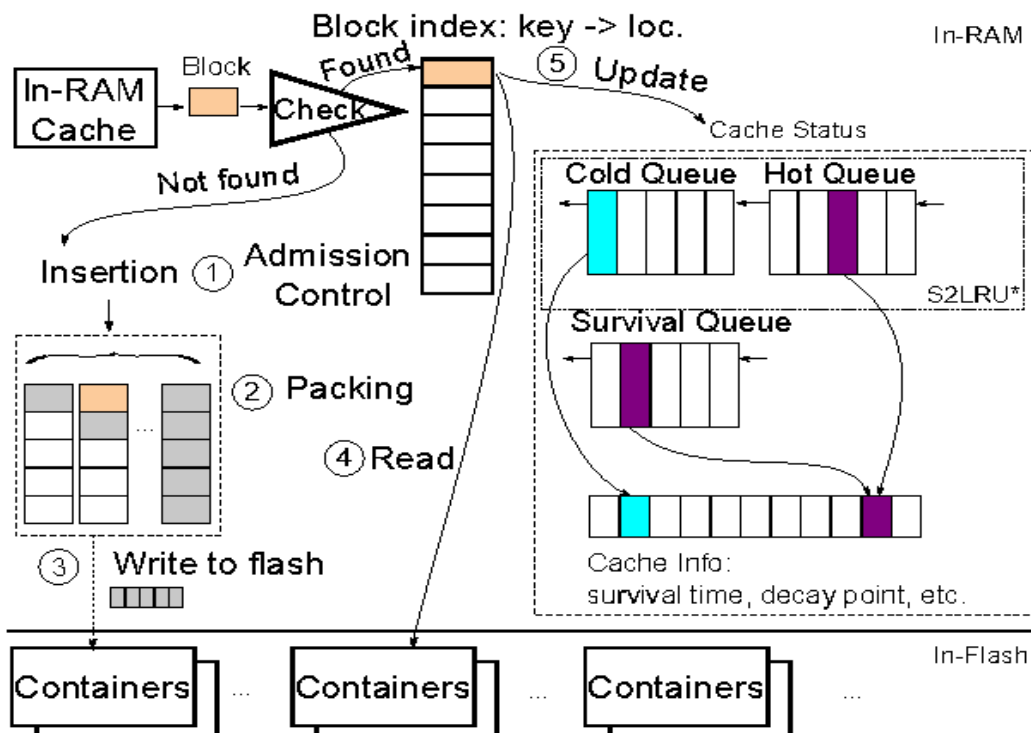 Block index: key -> loc.
In-RAM
Block
Found
5 Update
In-RAM
Cache
Check
Cache Status
Not found
Cold Queue
Hot Queue
Insertion
1 Admission
Control
S2LRU*
Survival Queue
2 Packing
...
4 Read
3 Write to flash
Cache Info:
survival time, decay point, etc.
In-Flash
Containers
...
Containers
...
Containers
...